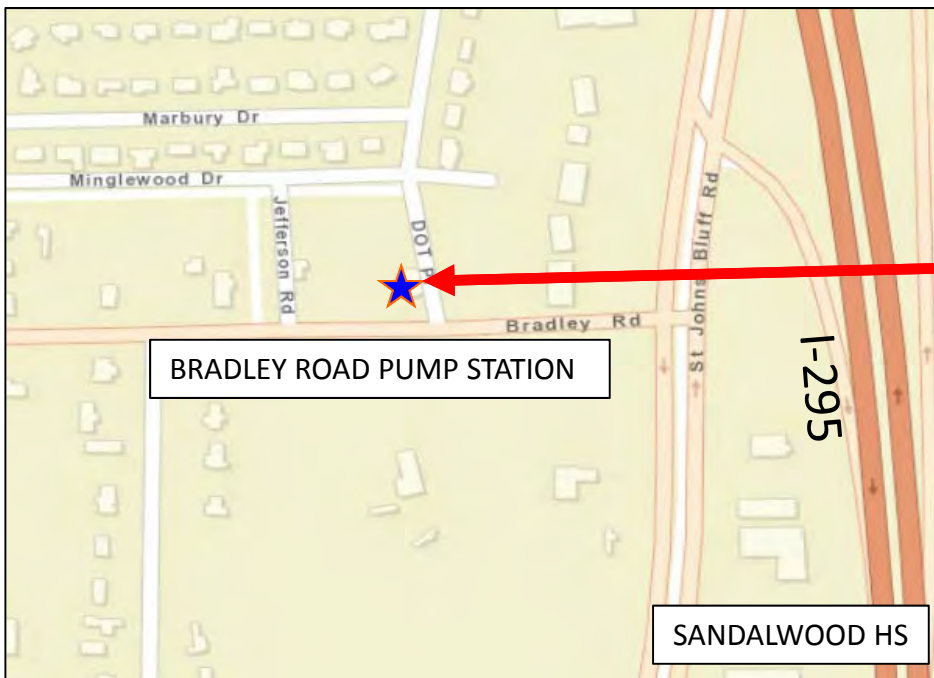 Marbury Dr
Minglewood Dr
Jefferson Rd
DOT
St Johns Bluff Rd
Bradley Rd
I-295
BRADLEY ROAD PUMP STATION
SANDALWOOD HS